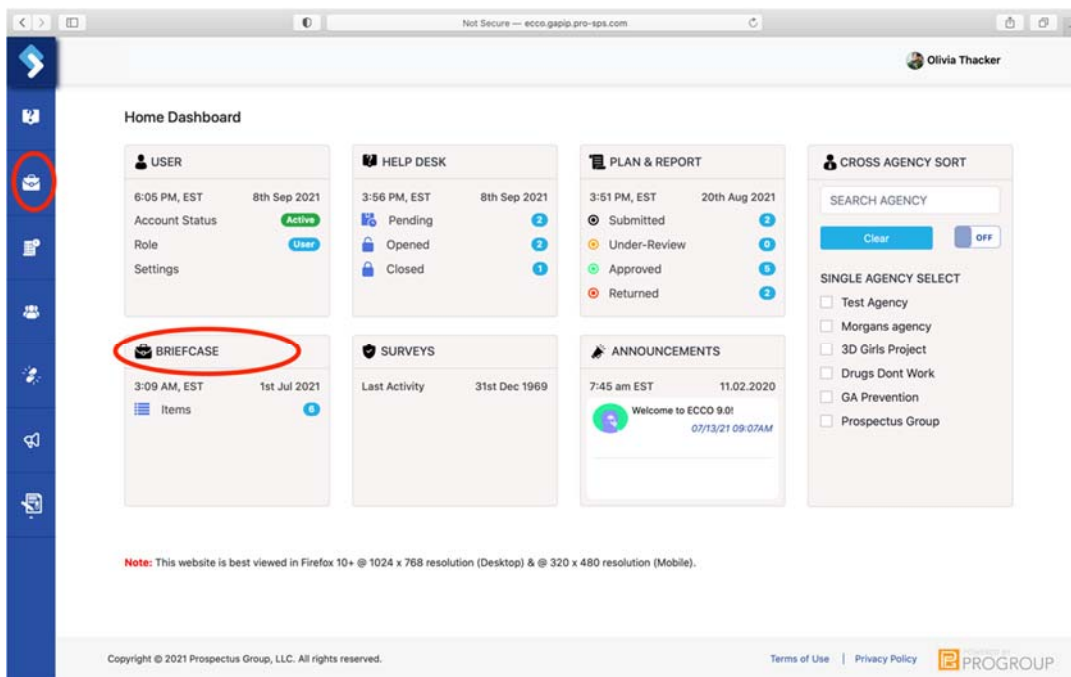 Not Secure — ecco.gapip.pro-sps.com
Olivia Thacker
Home Dashboard
USER
6:05 PM, EST 8th Sep 2021
Account Status Active
Role User
Settings
HELP DESK
3:56 PM, EST 8th Sep 2021
Pending 2
Opened 2
Closed 1
PLAN & REPORT
3:51 PM, EST 20th Aug 2021
Submitted 2
Under-Review 0
Approved 5
Returned 2
CROSS AGENCY SORT
SEARCH AGENCY
Clear OFF
SINGLE AGENCY SELECT
Test Agency
Morgans agency
3D Girls Project
Drugs Dont Work
GA Prevention
Prospectus Group
BRIEFCASE
3:09 AM, EST 1st Jul 2021
Items 6
SURVEYS
Last Activity 31st Dec 1969
ANNOUNCEMENTS
7:45 am EST 11.02.2020
Welcome to ECCO 9.0!
07/13/21 09:07AM
Note: This website is best viewed in Firefox 10+ @ 1024 x 768 resolution (Desktop) & @ 320 x 480 resolution (Mobile).
Copyright @ 2021 Prospectus Group, LLC. All rights reserved.
Terms of Use | Privacy Policy
POWERED BY
PROGROUP